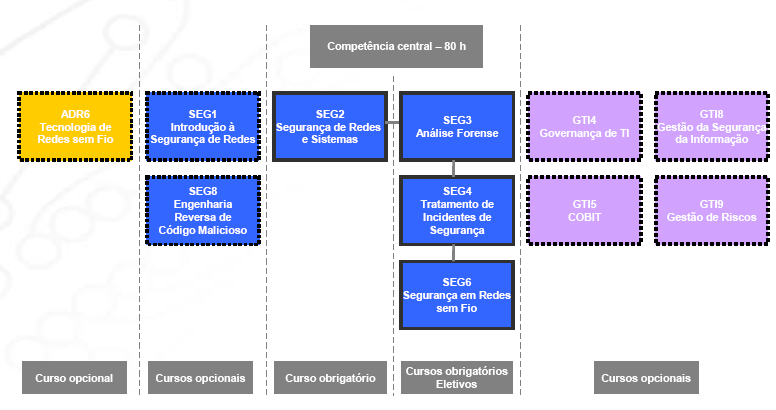 Competência central – 80 h
ADR6
Tecnologia de
Redes sem Fio
SEG1
Introdução à
Segurança de Redes
SEG2
Segurança de Redes
e Sistemas
SEG3
Análise Forense
GTI4
Governança de TI
GTI8
Gestão da Segurança
da Informação
SEG8
Engenharia
Reversa de
Código Malicioso
SEG4
Tratamento de
Incidentes de
Segurança
GTI5
COBIT
GTI9
Gestão de Riscos
SEG6
Segurança em Redes
sem Fio
Curso opcional
Cursos opcionais
Curso obrigatório
Cursos obrigatórios
Eletivos
Cursos opcionais